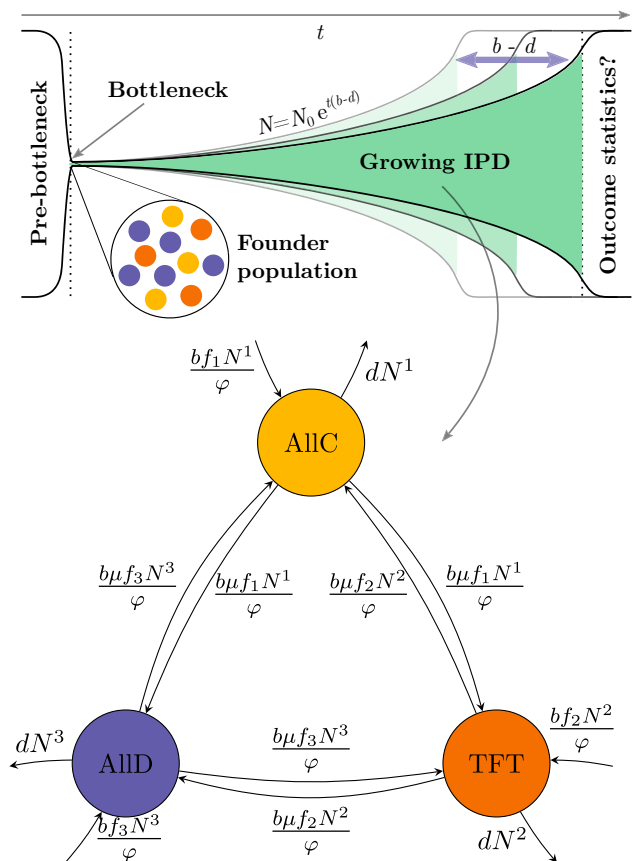 t
b - d
Bottleneck
N=N₀ e^{t(b-d)}
Pre-bottleneck
Growing IPD
Outcome statistics?
Founder
population
bf₁N¹/φ
dN¹
AllC
bμf₃N³/φ
bμf₁N¹/φ
bμf₂N²/φ
bμf₁N¹/φ
dN³
AllD
bμf₃N³/φ
TFT
bf₂N²/φ
bf₃N³/φ
bμf₂N²/φ
dN²